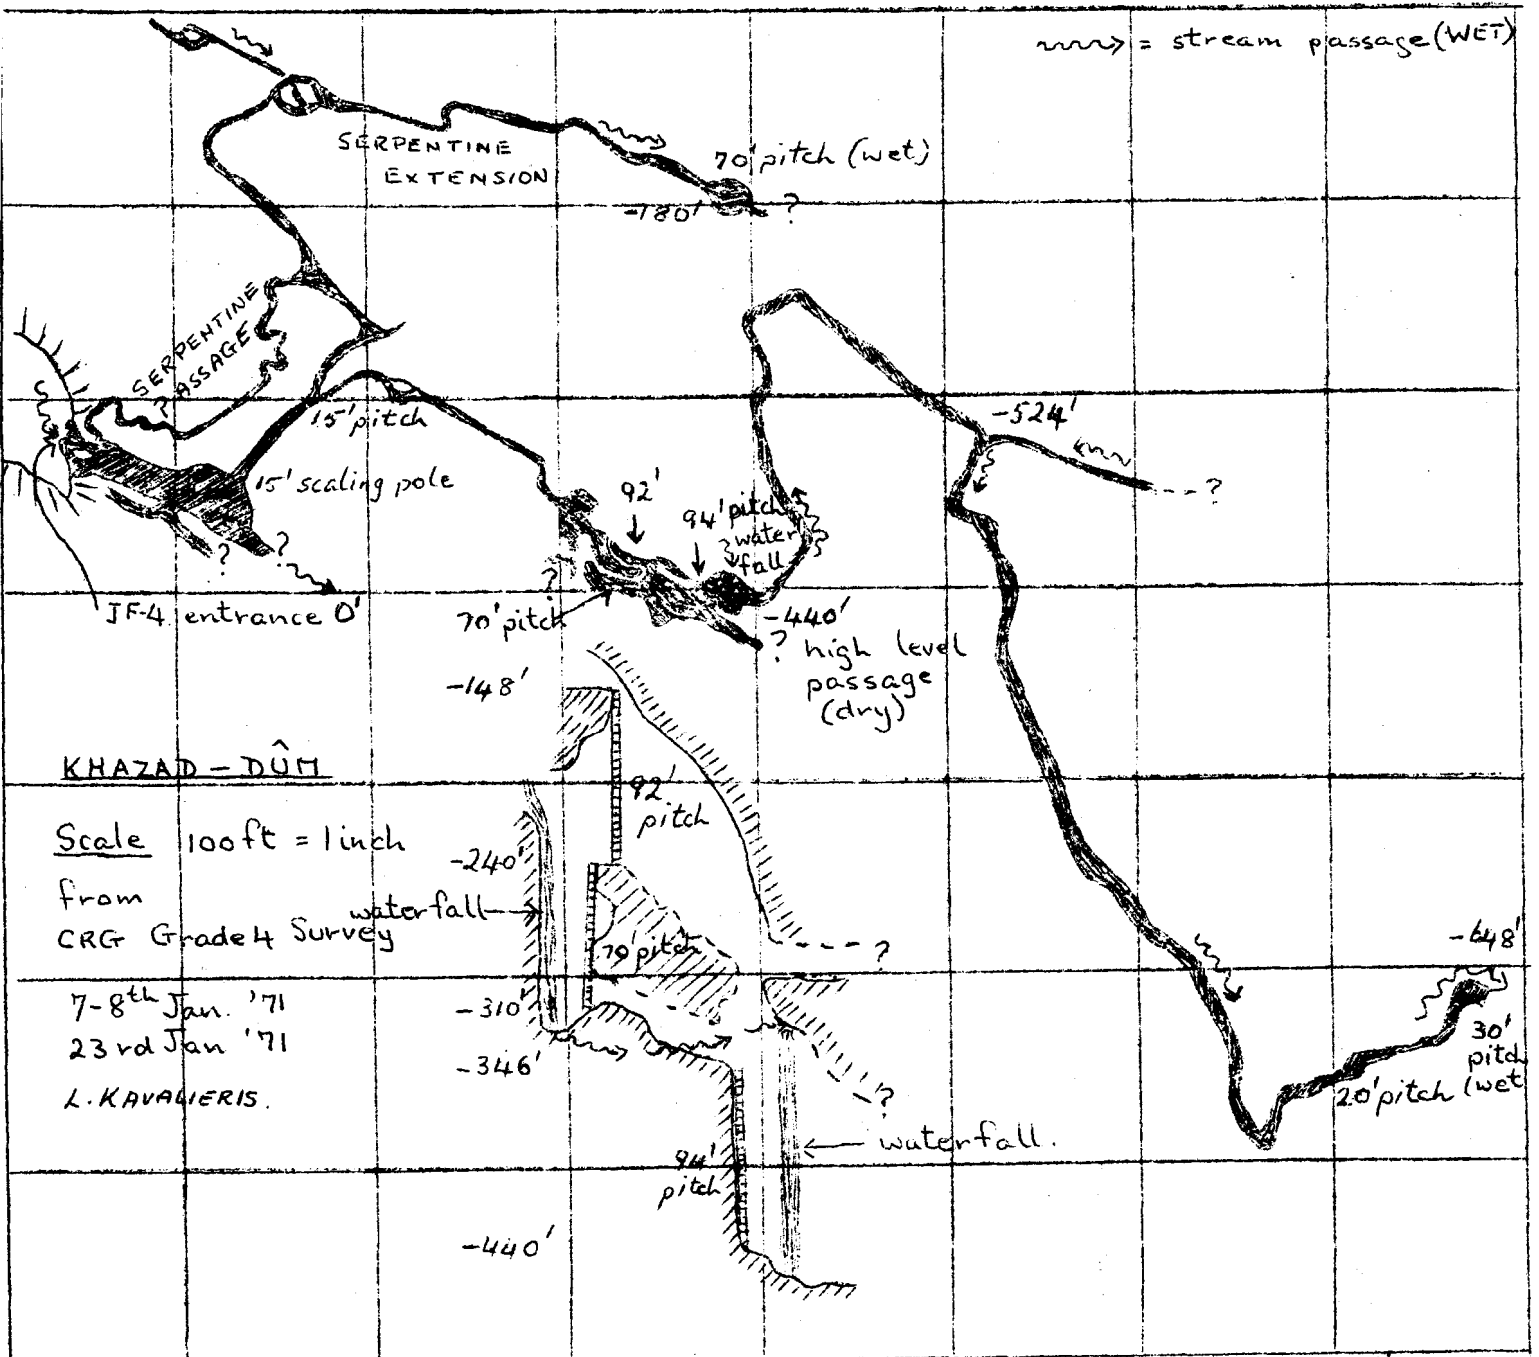 = stream passage (WET)
SERPENTINE
EXTENSION
70' pitch (wet)
-180'
?
SERPENTINE
PASSAGE
15' pitch
15' scaling pole
-524'
?
92'
94' pitch
water
fall
?
?
?
JF-4 entrance 0'
70' pitch
-440'
? high level
passage
(dry)
-148'
KHAZAD-DÛM
92'
pitch
Scale 100ft = 1 inch
-240'
from
waterfall
CRG Grade 4 Survey
70' pitch
?
-648'
7-8th Jan. '71
-310'
23rd Jan '71
-346'
30'
pitch
20' pitch (wet
L. KAVALIERIS.
?
waterfall.
94'
pitch
-440'